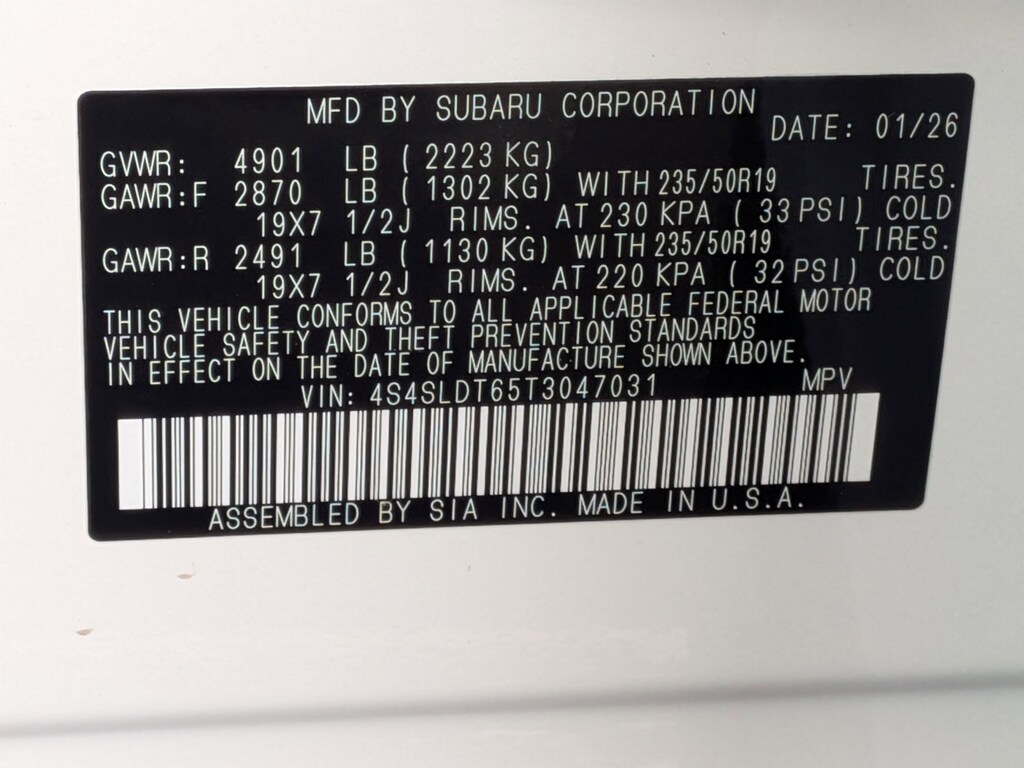 MFD BY SUBARU CORPORATION
DATE: 01/26
GVWR: 4901 LB ( 2223 KG)
GAWR:F 2870 LB ( 1302 KG) WITH 235/50R19 TIRES.
19X7 1/2J RIMS. AT 230 KPA ( 33 PSI) COLD
GAWR:R 2491 LB ( 1130 KG) WITH 235/50R19 TIRES.
19X7 1/2J RIMS. AT 220 KPA ( 32 PSI) COLD
THIS VEHICLE CONFORMS TO ALL APPLICABLE FEDERAL MOTOR
VEHICLE SAFETY AND THEFT PREVENTION STANDARDS
IN EFFECT ON THE DATE OF MANUFACTURE SHOWN ABOVE.
VIN: 4S4SLDT65T3047031 MPV
ASSEMBLED BY SIA INC. MADE IN U.S.A.